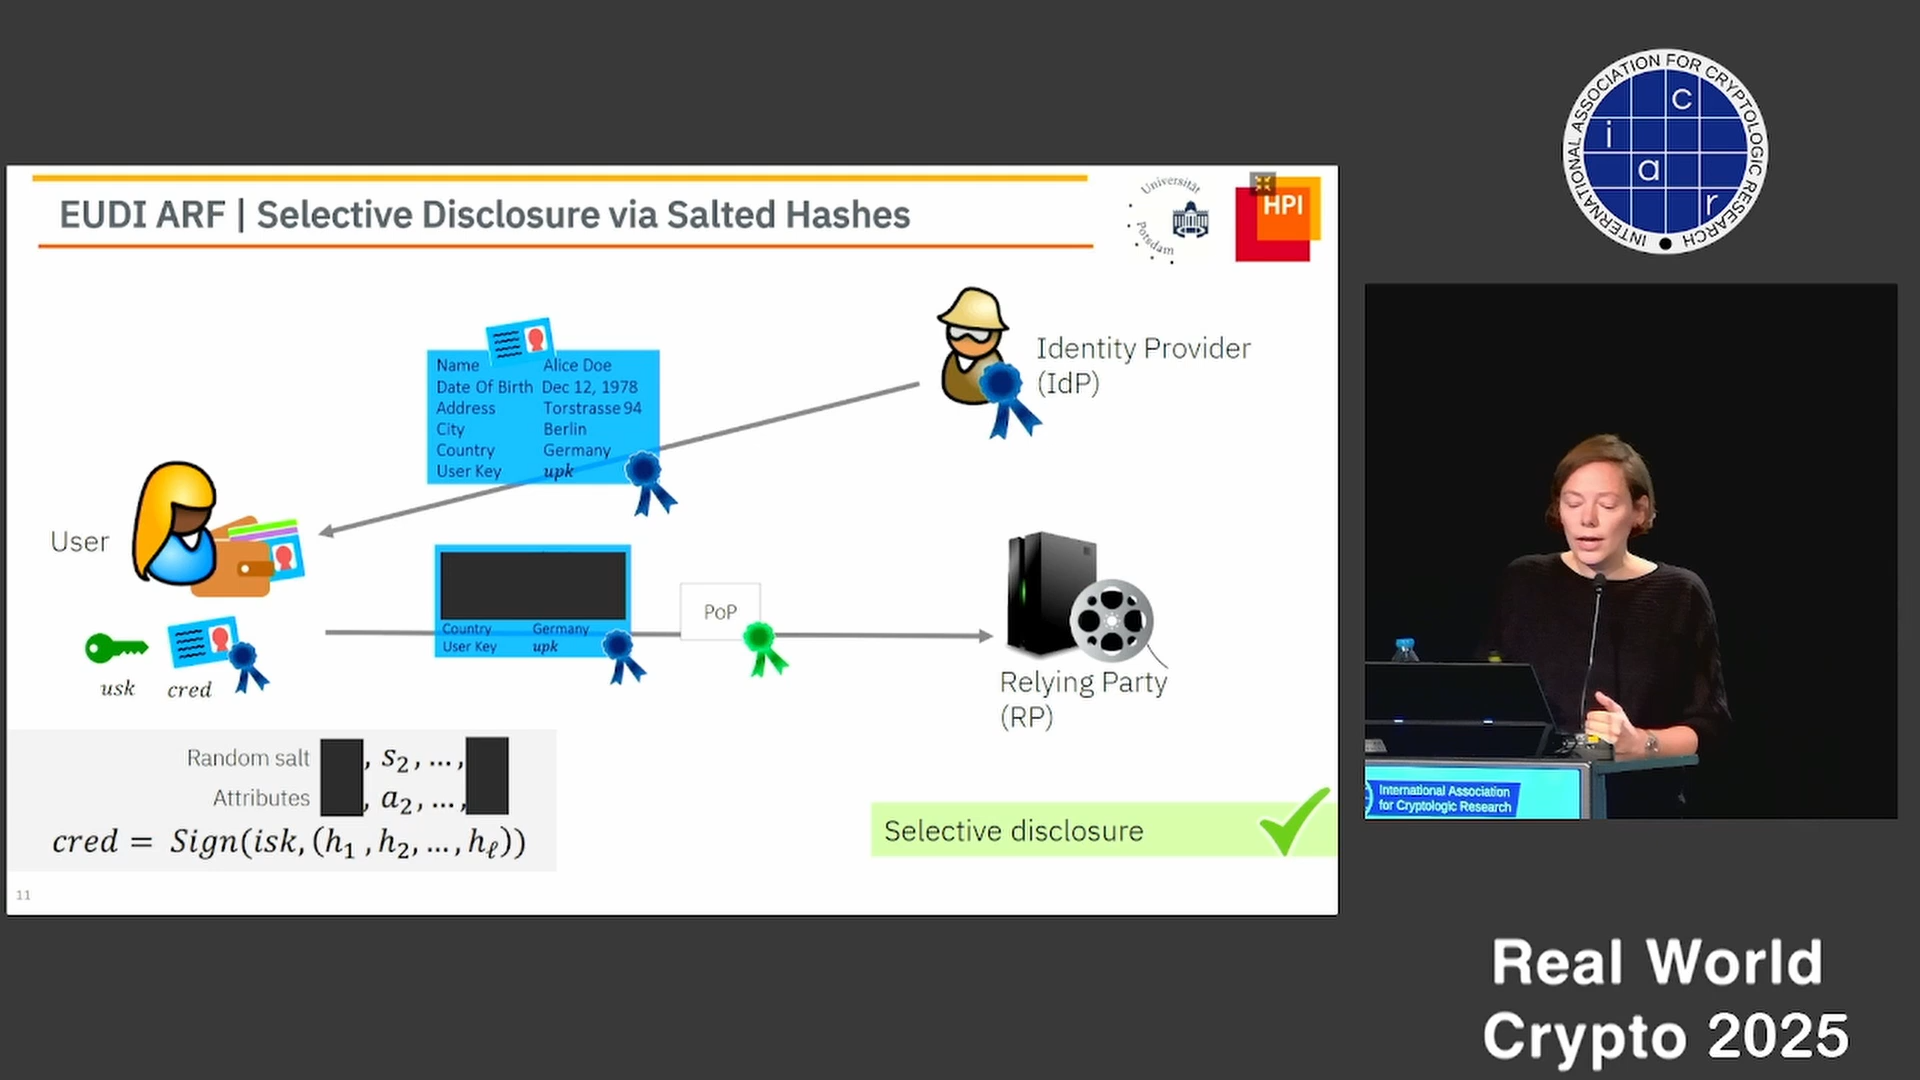 EUDI ARF | Selective Disclosure via Salted Hashes
Universität
Potsdam
HPI
INTERNATIONAL ASSOCIATION FOR CRYPTOLOGIC RESEARCH
i a c r
Name Alice Doe
Date Of Birth Dec 12, 1978
Address Torstrasse 94
City Berlin
Country Germany
User Key upk
Identity Provider
(IdP)
User
Country Germany
User Key upk
PoP
usk cred
Relying Party
(RP)
Random salt , s₂ , ... ,
Attributes , a₂ , ... ,
cred = Sign(isk, (h₁ , h₂, ..., hℓ))
Selective disclosure
11
International Association
for Cryptologic Research
Real World
Crypto 2025